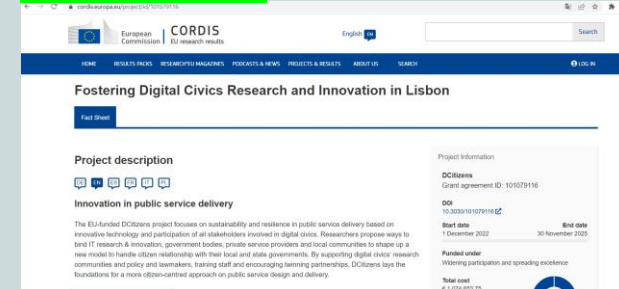 cordis.europa.eu/project/id/101079116
European Commission
CORDIS
EU research results
English EN
Search
HOME RESULTS PACKS RESEARCH*EU MAGAZINES PODCASTS & NEWS PROJECTS & RESULTS ABOUT US SEARCH LOG IN
Fostering Digital Civics Research and Innovation in Lisbon
Fact Sheet
Project description
DE EN ES FR IT PL
Innovation in public service delivery
The EU-funded DCitizens project focuses on sustainability and resilience in public service delivery based on
innovative technology and participation of all stakeholders involved in digital civics. Researchers propose ways to
bind IT research & innovation, government bodies, private service providers and local communities to shape up a
new model to handle citizen relationship with their local and state governments. By supporting digital civics' research
communities and policy and lawmakers, training staff and encouraging twinning partnerships, DCitizens lays the
foundations for a more citizen-centred approach on public service design and delivery.
Project Information
DCitizens
Grant agreement ID: 101079116
DOI
10.3030/101079116
Start date End date
1 December 2022 30 November 2025
Funded under
Widening participation and spreading excellence
Total cost